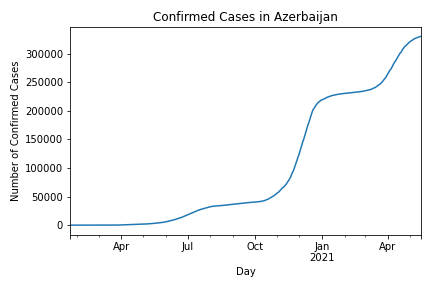 Confirmed Cases in Azerbaijan
Number of Confirmed Cases
300000
250000
200000
150000
100000
50000
0
Apr
Jul
Oct
Jan
2021
Apr
Day